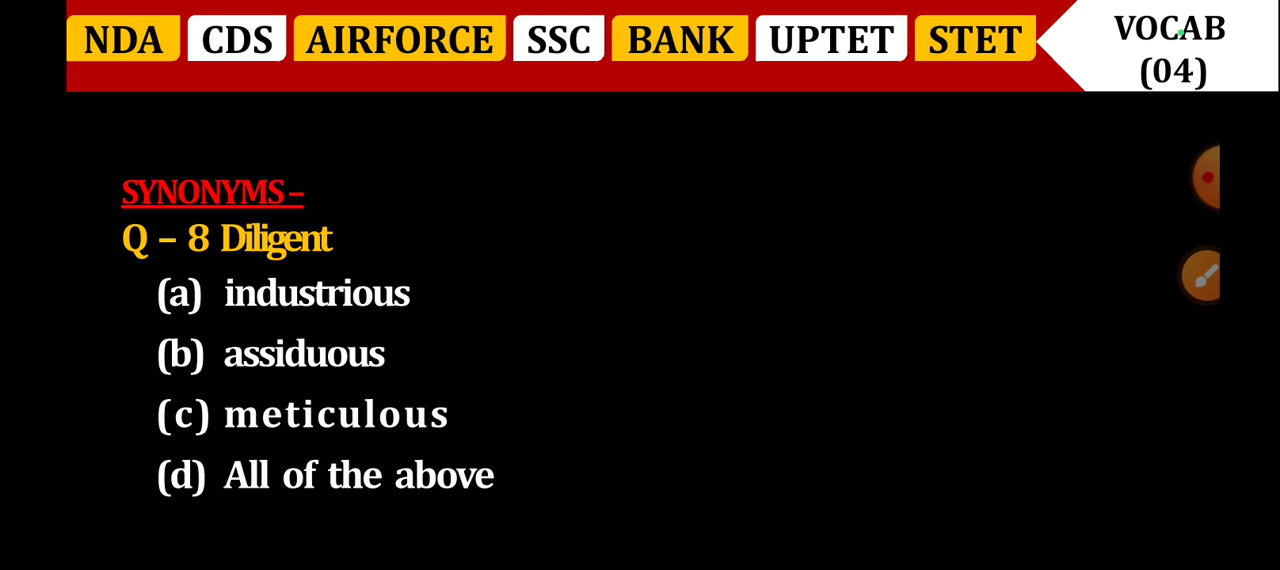 NDA CDS AIRFORCE SSC BANK UPTET STET
VOCAB
(04)
SYNONYMS –
Q – 8 Diligent
(a) industrious
(b) assiduous
(c) meticulous
(d) All of the above